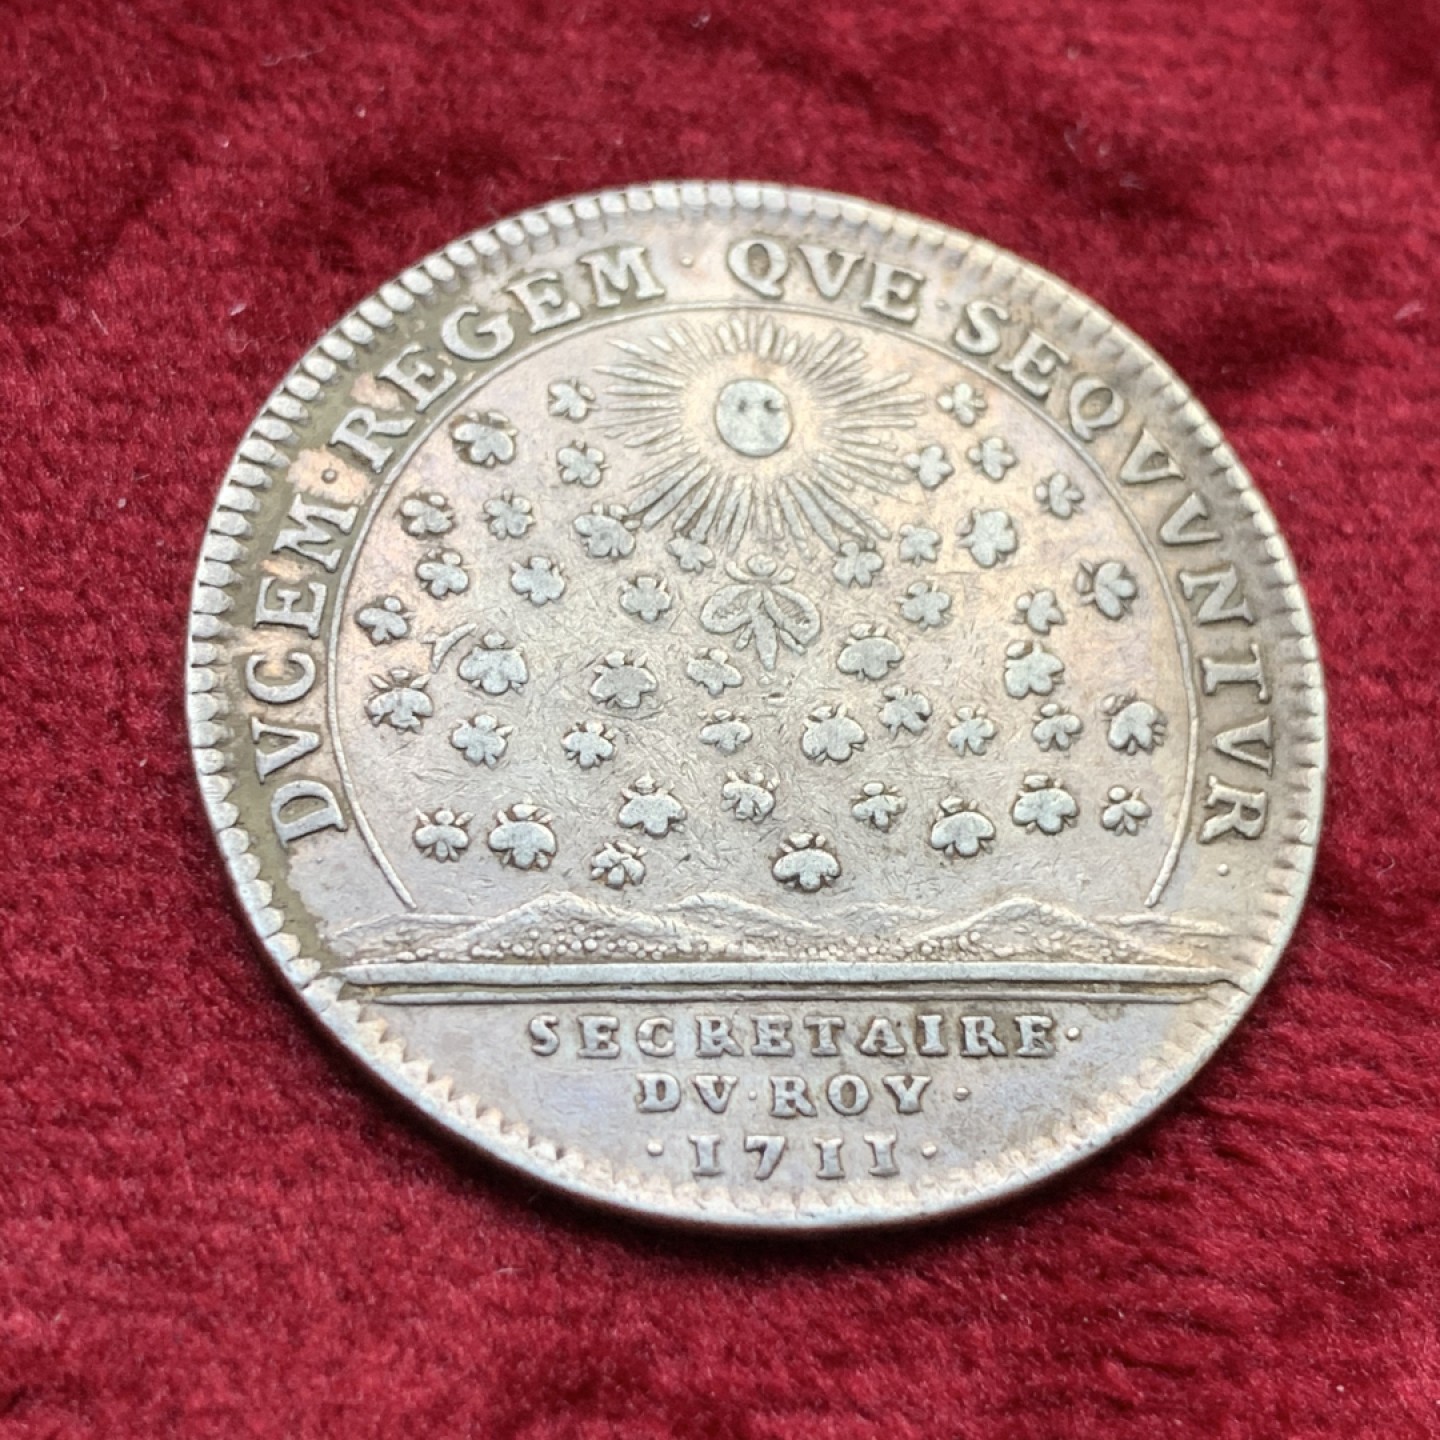 DVCEM · REGEM · QVE · SEQVVNTVR ·
SECRETAIRE ·
DV · ROY ·
· 1711 ·